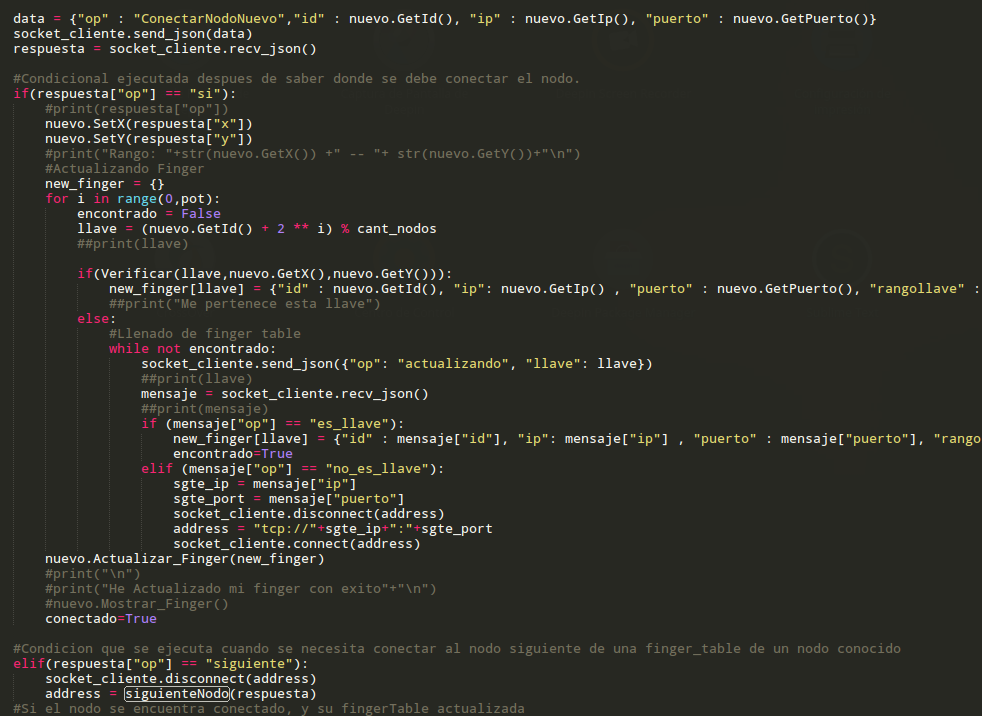 data = {"op" : "ConectarNodoNuevo","id" : nuevo.GetId(), "ip" : nuevo.GetIp(), "puerto" : nuevo.GetPuerto()}
socket_cliente.send_json(data)
respuesta = socket_cliente.recv_json()
#Condicional ejecutada despues de saber donde se debe conectar el nodo.
if(respuesta["op"] == "si"):
#print(respuesta["op"])
nuevo.SetX(respuesta["x"])
nuevo.SetY(respuesta["y"])
#print("Rango: "+str(nuevo.GetX()) +" -- "+ str(nuevo.GetY())+"\n")
#Actualizando Finger
new_finger = {}
for i in range(0,pot):
encontrado = False
llave = (nuevo.GetId() + 2 ** i) % cant_nodos
##print(llave)
if(Verificar(llave,nuevo.GetX(),nuevo.GetY())):
new_finger[llave] = {"id" : nuevo.GetId(), "ip": nuevo.GetIp() , "puerto" : nuevo.GetPuerto(), "rangollave" :
##print("Me pertenece esta llave")
else:
#Llenado de finger table
while not encontrado:
socket_cliente.send_json({"op": "actualizando", "llave": llave})
##print(llave)
mensaje = socket_cliente.recv_json()
##print(mensaje)
if (mensaje["op"] == "es_llave"):
new_finger[llave] = {"id" : mensaje["id"], "ip": mensaje["ip"] , "puerto" : mensaje["puerto"], "rango
encontrado=True
elif (mensaje["op"] == "no_es_llave"):
sgte_ip = mensaje["ip"]
sgte_port = mensaje["puerto"]
socket_cliente.disconnect(address)
address = "tcp://"+sgte_ip+":"+sgte_port
socket_cliente.connect(address)
nuevo.Actualizar_Finger(new_finger)
#print("\n")
#print("He Actualizado mi finger con exito"+"\n")
#nuevo.Mostrar_Finger()
conectado=True
#Condicion que se ejecuta cuando se necesita conectar al nodo siguiente de una finger_table de un nodo conocido
elif(respuesta["op"] == "siguiente"):
socket_cliente.disconnect(address)
address = siguienteNodo(respuesta)
#Si el nodo se encuentra conectado, y su fingerTable actualizada